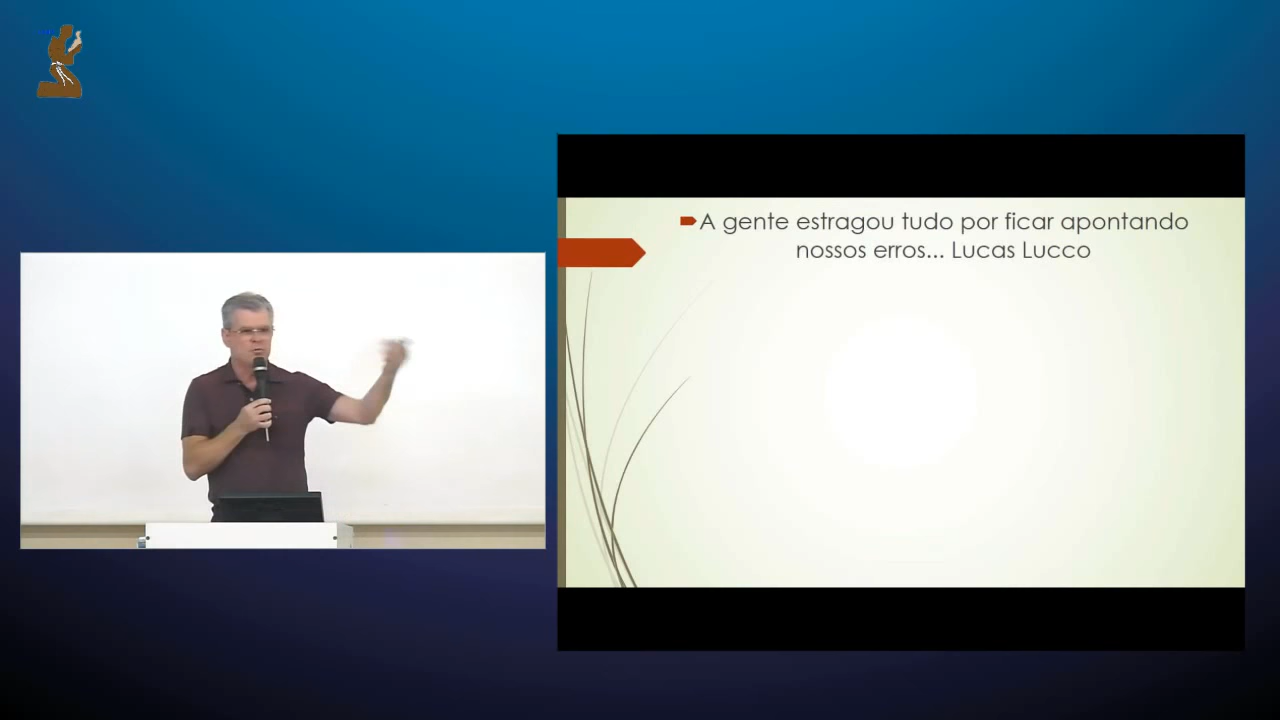 A gente estragou tudo por ficar apontando
nossos erros... Lucas Lucco